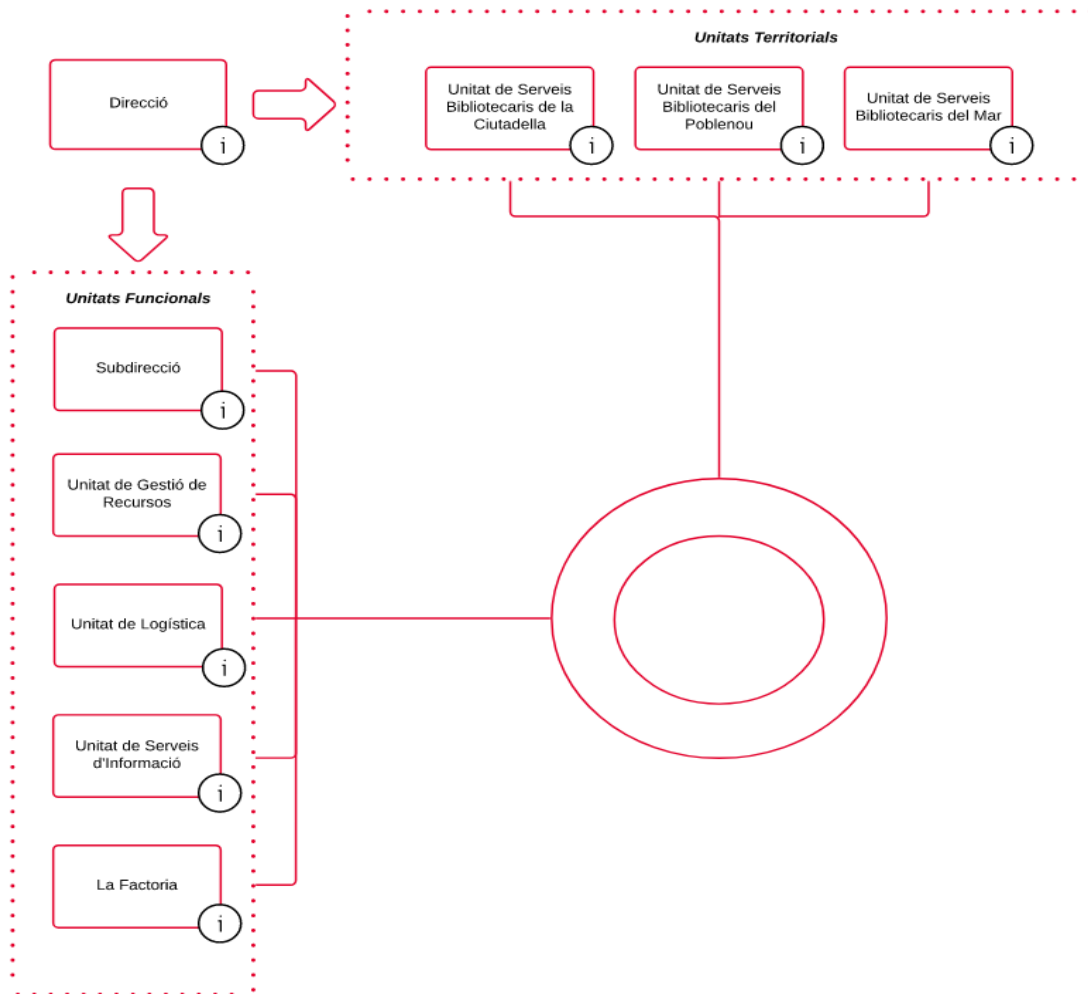 Direcció
i
Unitats Territorials
Unitat de Serveis
Bibliotecaris de la
Ciutadella
i
Unitat de Serveis
Bibliotecaris del
Poblenou
i
Unitat de Serveis
Bibliotecaris del Mar
i
Unitats Funcionals
Subdirecció
i
Unitat de Gestió de
Recursos
i
Unitat de Logística
i
Unitat de Serveis
d'Informació
i
La Factoria
i